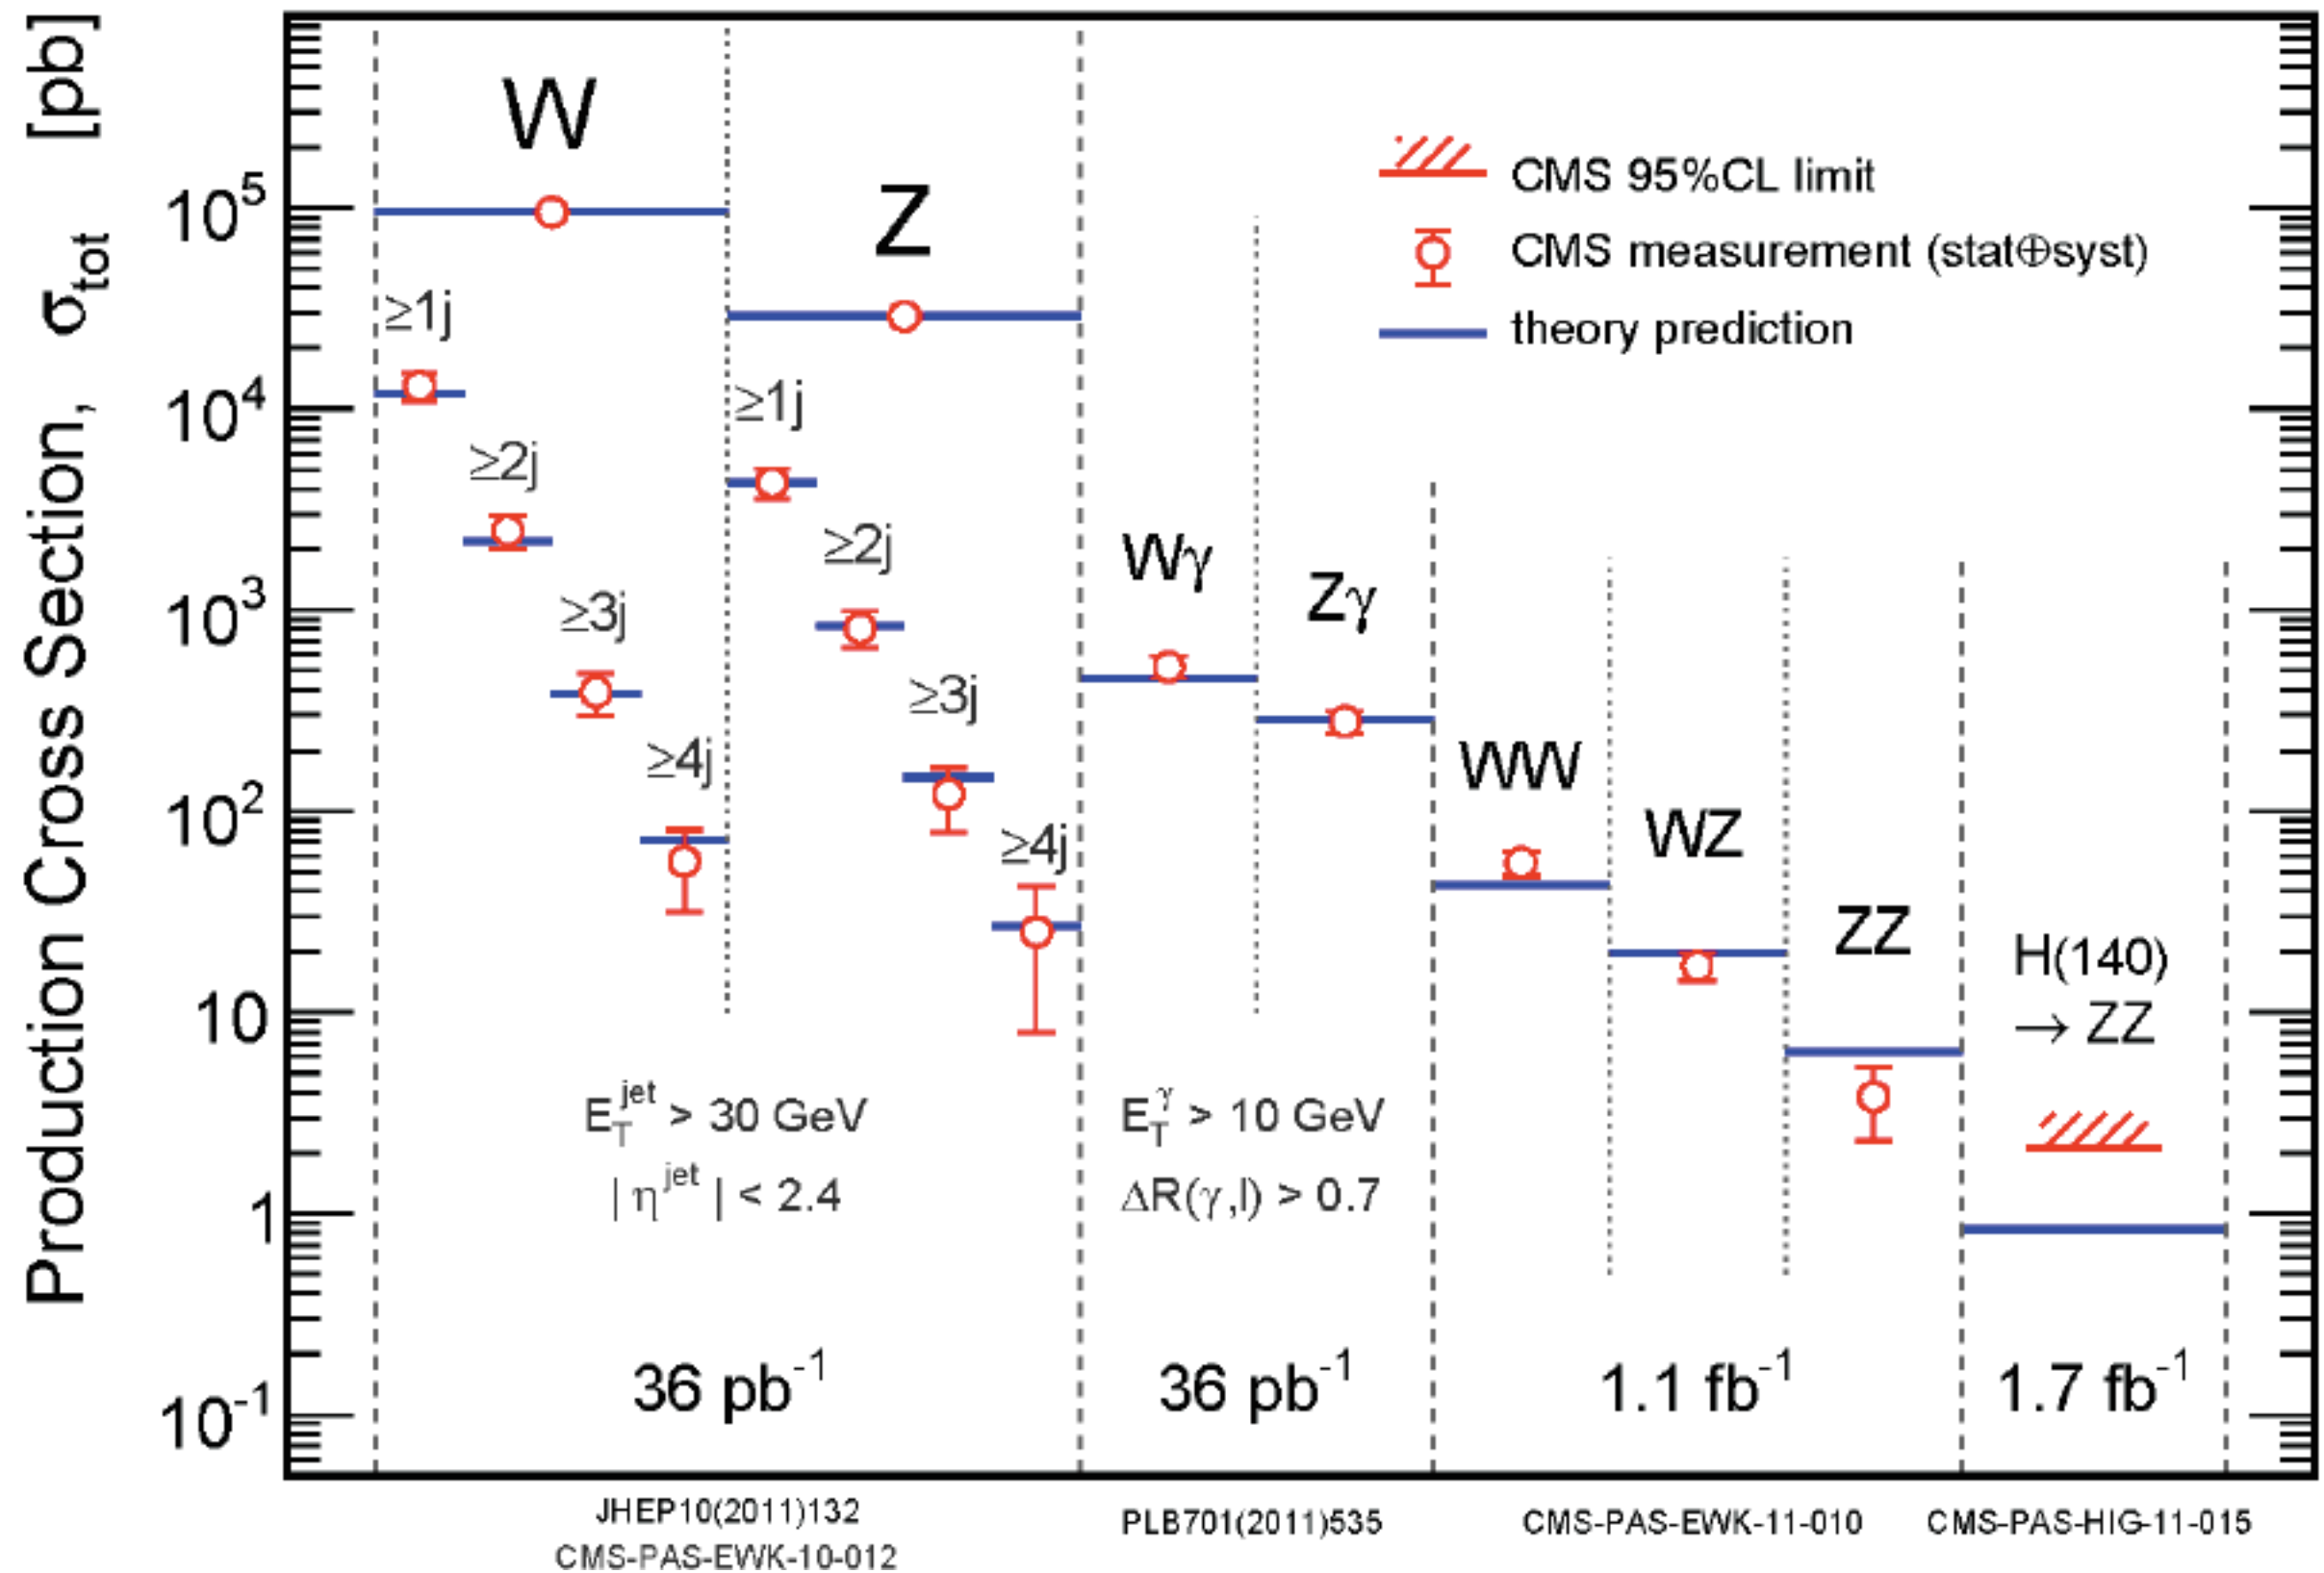 Production Cross Section, σtot [pb]
10^5
10^4
10^3
10^2
10
1
10^-1
W
≥1j
≥2j
≥3j
≥4j
Z
≥1j
≥2j
≥3j
≥4j
Wγ
Zγ
WW
WZ
ZZ
H(140)
→ ZZ
CMS 95%CL limit
CMS measurement (stat⊕syst)
theory prediction
E_T^jet > 30 GeV
| η^jet | < 2.4
E_T^γ > 10 GeV
ΔR(γ,l) > 0.7
36 pb^-1
36 pb^-1
1.1 fb^-1
1.7 fb^-1
JHEP10(2011)132
CMS-PAS-EWK-10-012
PLB701(2011)535
CMS-PAS-EWK-11-010
CMS-PAS-HIG-11-015